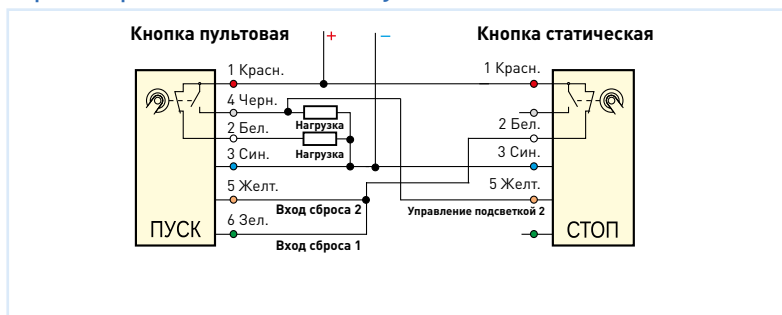 Кнопка пультовая
+
−
Кнопка статическая
1 Красн.
4 Черн.
Нагрузка
2 Бел.
Нагрузка
3 Син.
5 Желт.
Вход сброса 2
6 Зел.
Вход сброса 1
ПУСК
1 Красн.
2 Бел.
3 Син.
5 Желт.
Управление подсветкой 2
СТОП